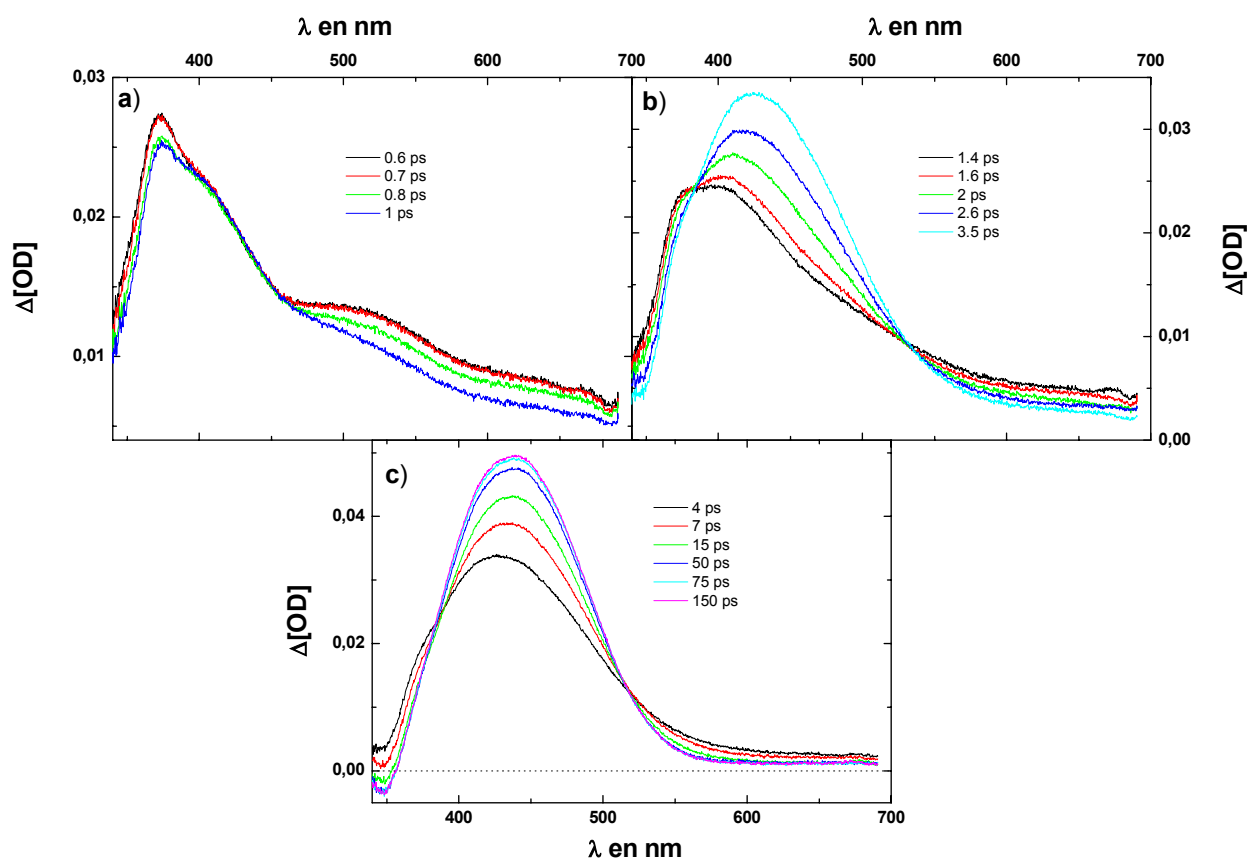 λ en nm
λ en nm
400 500 600 700 400 500 600 700
0,03
0,02
0,01
Δ[OD]
a)
0.6 ps
0.7 ps
0.8 ps
1 ps
b)
1.4 ps
1.6 ps
2 ps
2.6 ps
3.5 ps
0,03
0,02
0,01
0,00
Δ[OD]
c)
4 ps
7 ps
15 ps
50 ps
75 ps
150 ps
0,04
0,02
0,00
Δ[OD]
400 500 600 700
λ en nm